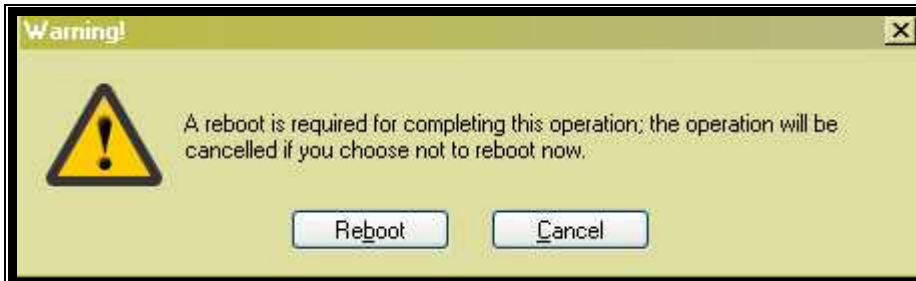 Warning!
A reboot is required for completing this operation; the operation will be
cancelled if you choose not to reboot now.
Reboot Cancel